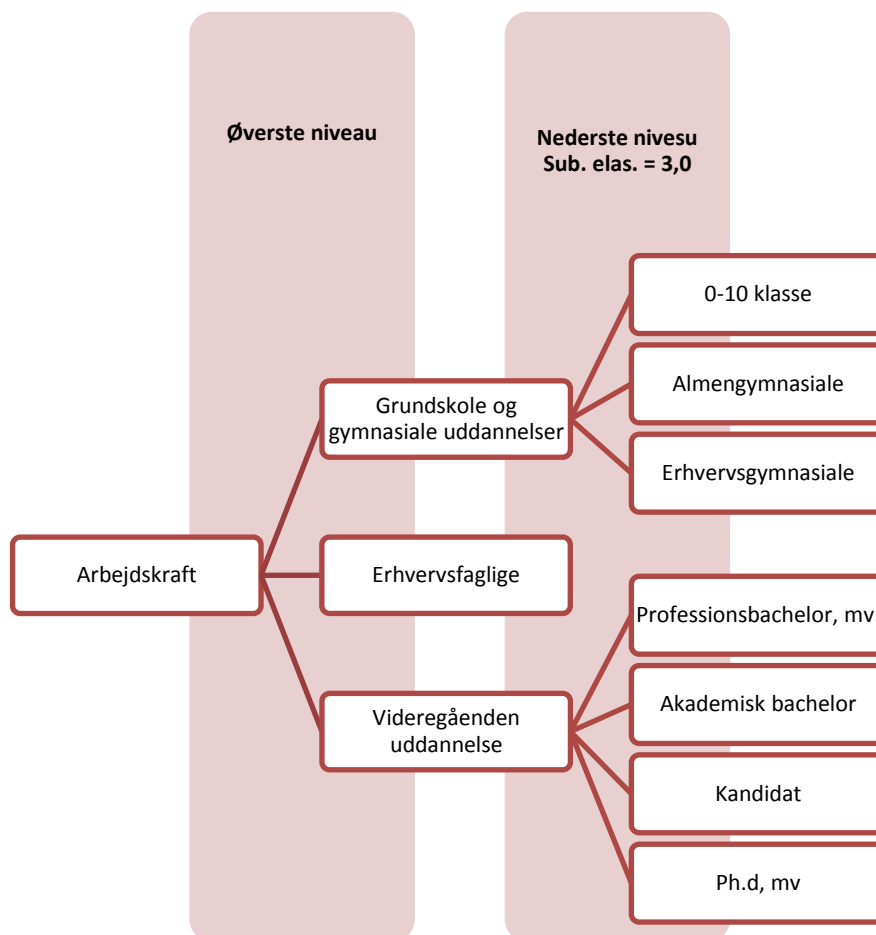 Øverste niveau
Nederste nivesu
Sub. elas. = 3,0
Arbejdskraft
Grundskole og
gymnasiale uddannelser
0-10 klasse
Almengymnasiale
Erhvervsgymnasiale
Erhvervsfaglige
Videregåenden
uddannelse
Professionsbachelor, mv
Akademisk bachelor
Kandidat
Ph.d, mv